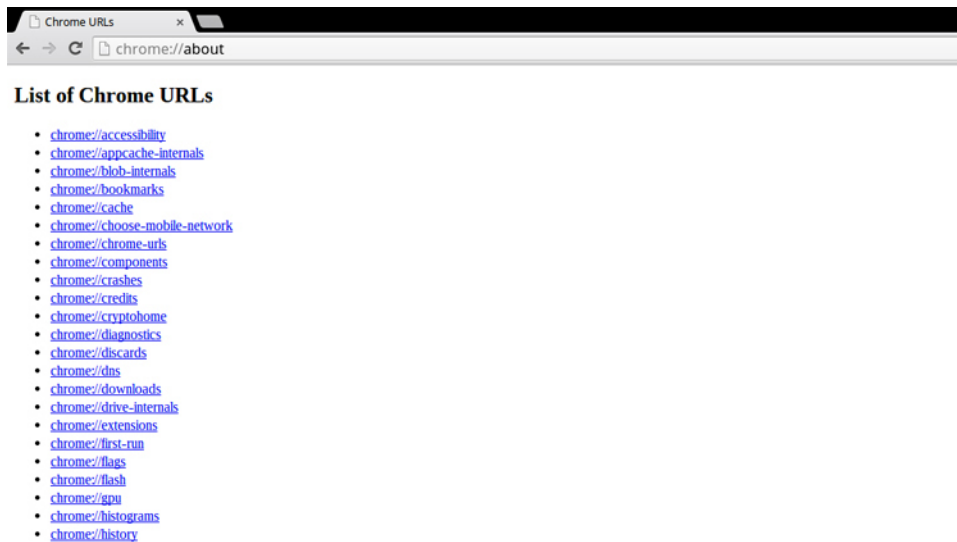 Chrome URLs
chrome://about
List of Chrome URLs
chrome://accessibility
chrome://appcache-internals
chrome://blob-internals
chrome://bookmarks
chrome://cache
chrome://choose-mobile-network
chrome://chrome-urls
chrome://components
chrome://crashes
chrome://credits
chrome://cryptohome
chrome://diagnostics
chrome://discards
chrome://dns
chrome://downloads
chrome://drive-internals
chrome://extensions
chrome://first-run
chrome://flags
chrome://flash
chrome://gpu
chrome://histograms
chrome://history